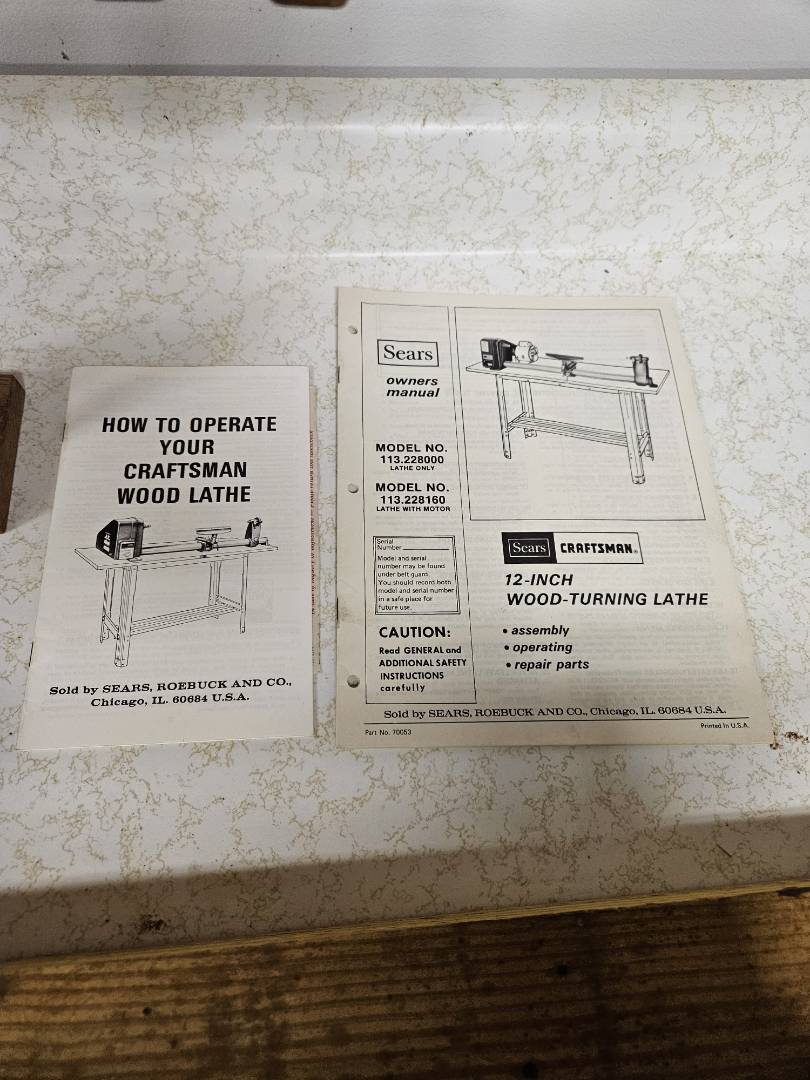 HOW TO OPERATE
YOUR
CRAFTSMAN
WOOD LATHE
Sold by SEARS, ROEBUCK AND CO.,
Chicago, IL. 60684 U.S.A.
Sears
owners
manual
MODEL NO.
113.228000
LATHE ONLY
MODEL NO.
113.228160
LATHE WITH MOTOR
Serial
Number
Model and serial
number may be found
under belt guard.
You should record both
model and serial number
in a safe place for
future use.
CAUTION:
Read GENERAL and
ADDITIONAL SAFETY
INSTRUCTIONS
carefully
Sears CRAFTSMAN®
12-INCH
WOOD-TURNING LATHE
• assembly
• operating
• repair parts
Sold by SEARS, ROEBUCK AND CO., Chicago, IL. 60684 U.S.A.
Part No. 70053
Printed in U.S.A.